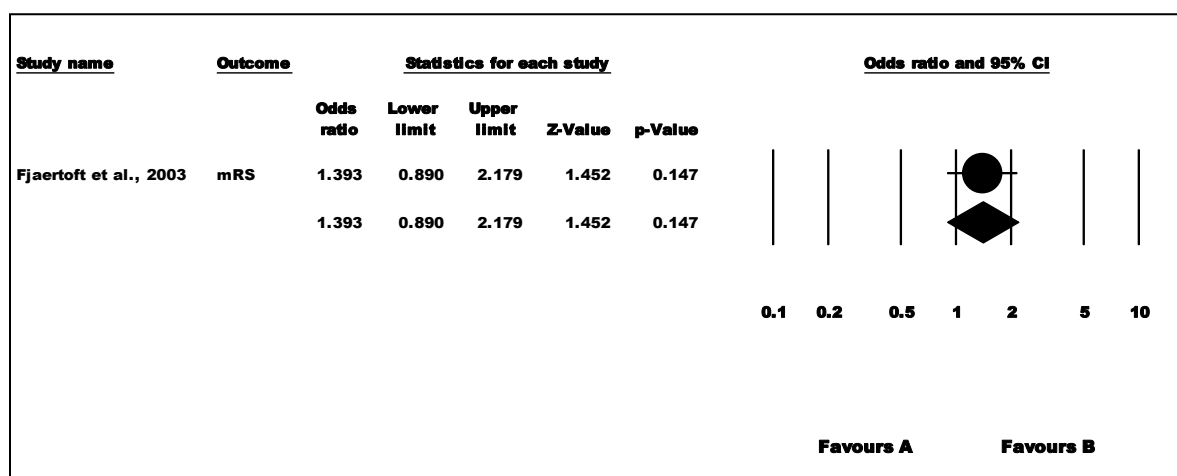 Study name Outcome Statistics for each study Odds ratio and 95% CI
Odds Lower Upper
ratio limit limit Z-Value p-Value
Fjaertoft et al., 2003 mRS 1.393 0.890 2.179 1.452 0.147
1.393 0.890 2.179 1.452 0.147
0.1 0.2 0.5 1 2 5 10
Favours A Favours B